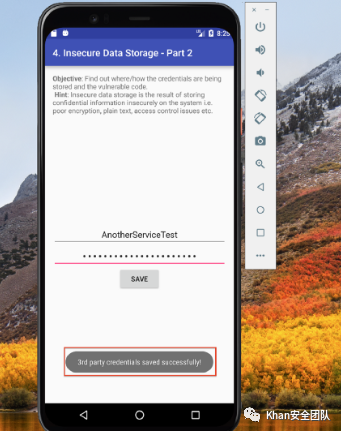 8:25
4. Insecure Data Storage - Part 2
Objective: Find out where/how the credentials are being
stored and the vulnerable code.
Hint: Insecure data storage is the result of storing
confidential information insecurely on the system i.e.
poor encryption, plain text, access control issues etc.
AnotherServiceTest
SAVE
3rd party credentials saved successfully!
Khan安全团队